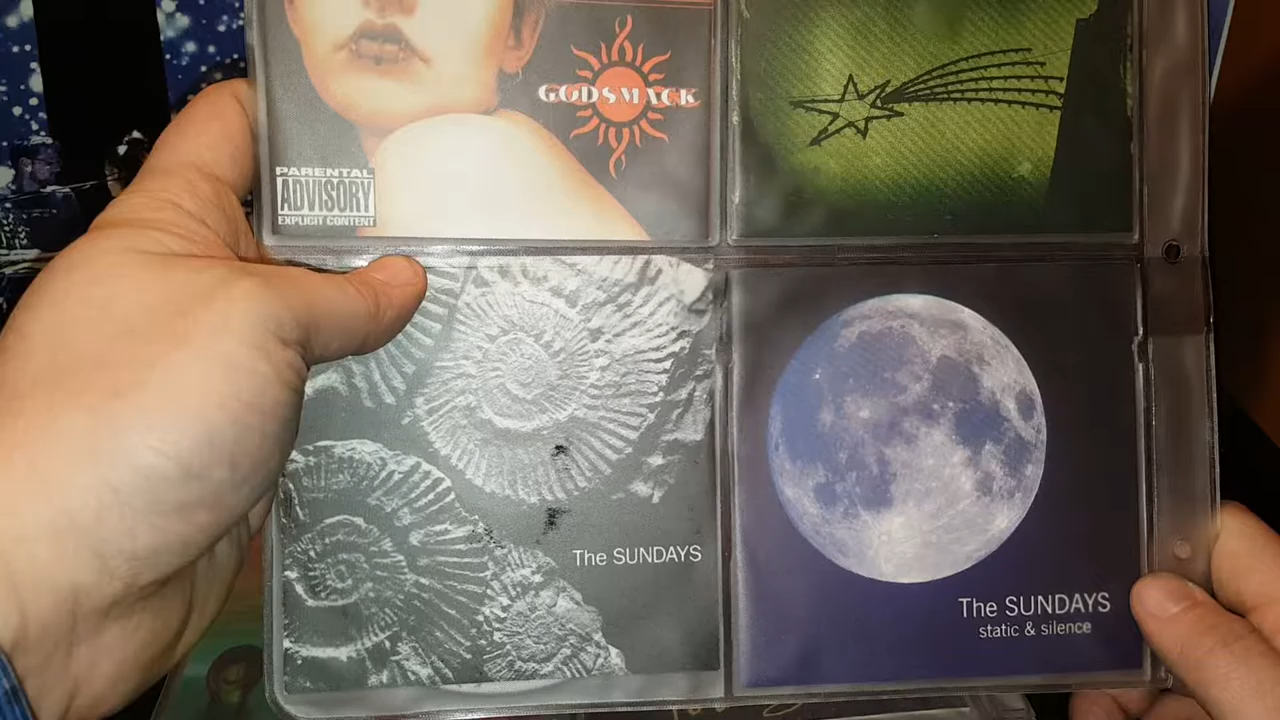 GODSMACK
PARENTAL
ADVISORY
EXPLICIT CONTENT
The SUNDAYS
The SUNDAYS
static & silence